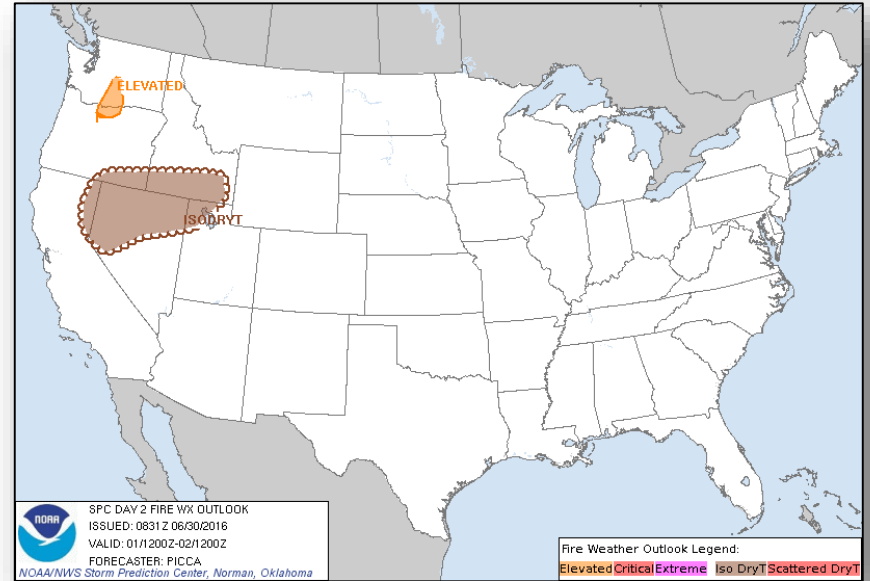 ELEVATED
ISODRYT
NOAA
SPC DAY 2 FIRE WX OUTLOOK
ISSUED: 0831Z 06/30/2016
VALID: 01/1200Z-02/1200Z
FORECASTER: PICCA
NOAA/NWS Storm Prediction Center, Norman, Oklahoma
Fire Weather Outlook Legend:
Elevated Critical Extreme Iso DryT Scattered DryT